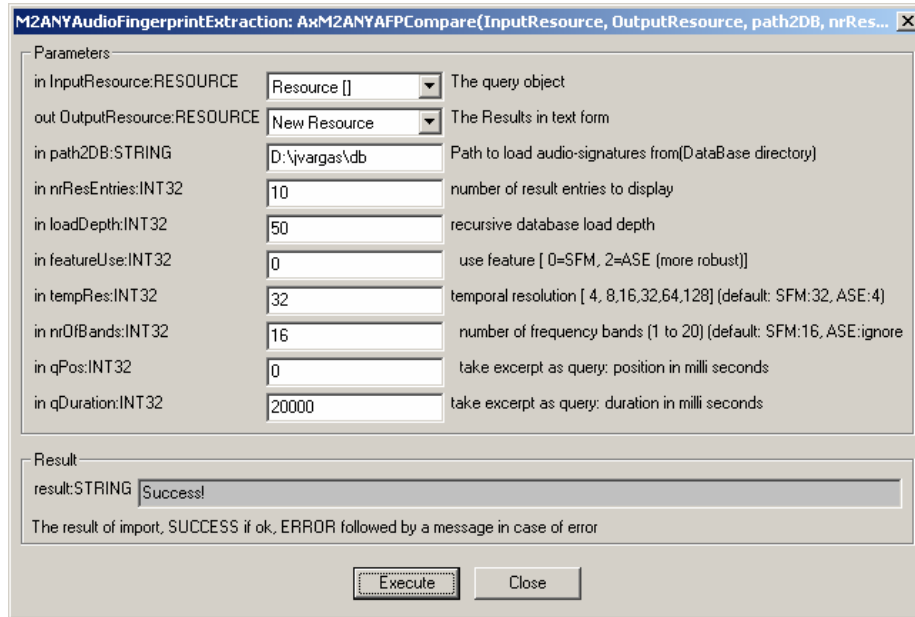 M2ANYAudioFingerprintExtraction: AxM2ANYAFPCompare(InputResource, OutputResource, path2DB, nrRes...
Parameters
in InputResource:RESOURCE Resource [] The query object
out OutputResource:RESOURCE New Resource The Results in text form
in path2DB:STRING D:\jvargas\db Path to load audio-signatures from(DataBase directory)
in nrResEntries:INT32 10 number of result entries to display
in loadDepth:INT32 50 recursive database load depth
in featureUse:INT32 0 use feature [ 0=SFM, 2=ASE (more robust)]
in tempRes:INT32 32 temporal resolution [ 4, 8,16,32,64,128] (default: SFM:32, ASE:4)
in nrOfBands:INT32 16 number of frequency bands (1 to 20) (default: SFM:16, ASE:ignore
in qPos:INT32 0 take excerpt as query: position in milli seconds
in qDuration:INT32 20000 take excerpt as query: duration in milli seconds
Result
result:STRING Success!
The result of import, SUCCESS if ok, ERROR followed by a message in case of error
Execute Close